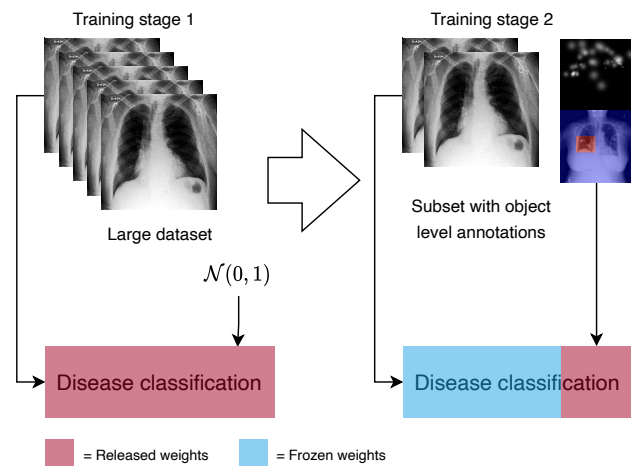 Training stage 1
Training stage 2
Large dataset
Subset with object
level annotations
𝒩(0, 1)
Disease classification
Disease classification
= Released weights
= Frozen weights